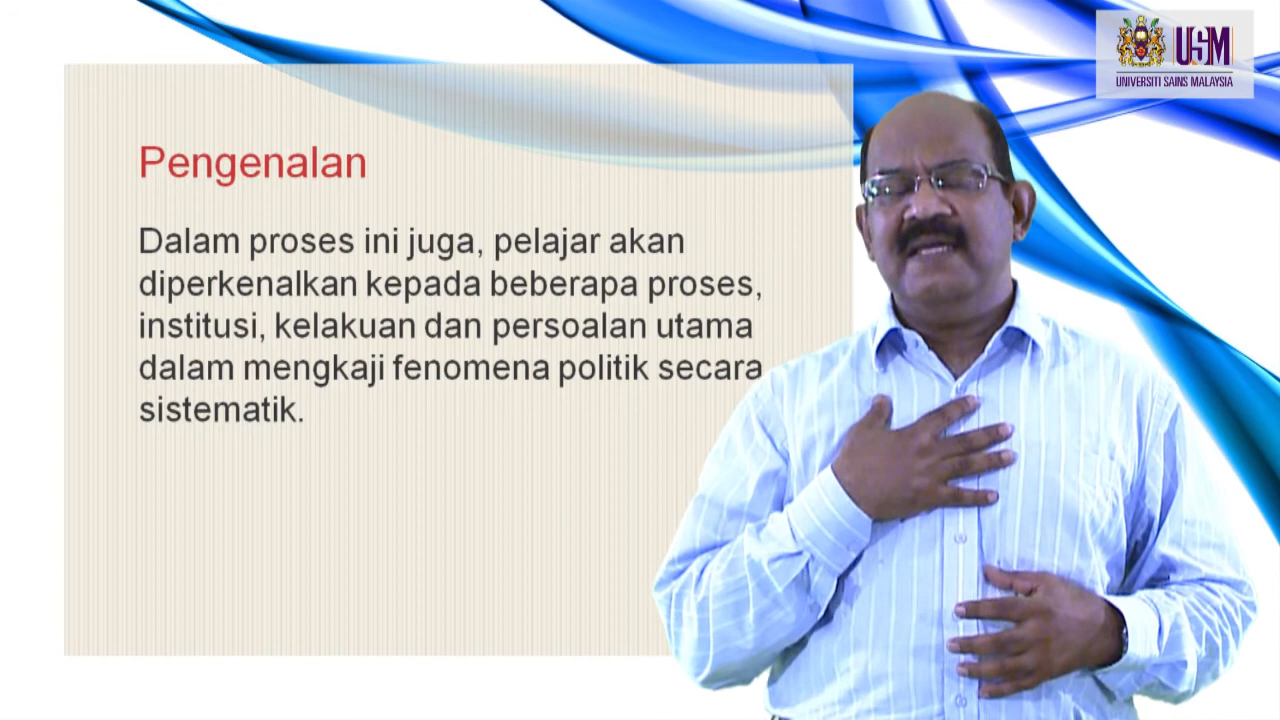 USM
UNIVERSITI SAINS MALAYSIA
Pengenalan
Dalam proses ini juga, pelajar akan
diperkenalkan kepada beberapa proses,
institusi, kelakuan dan persoalan utama
dalam mengkaji fenomena politik secara
sistematik.